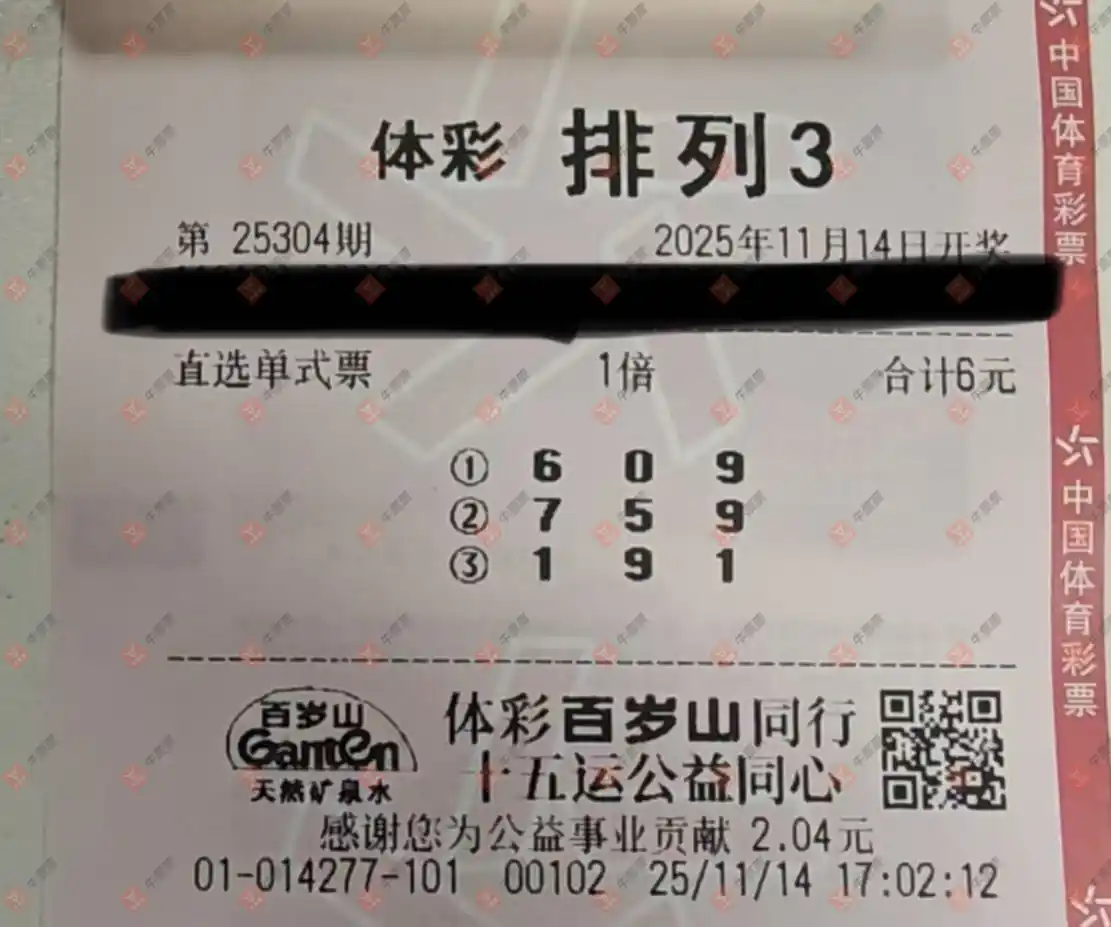 体彩 排列3
第 25304期 2025年11月14日开奖
直选单式票 1倍 合计6元
① 6 0 9
② 7 5 9
③ 1 9 1
百岁山
Ganten
天然矿泉水
体彩百岁山同行
十五运公益同心
感谢您为公益事业贡献 2.04元
01-014277-101 00102 25/11/14 17:02:12
中国体育彩票
中国体育彩票